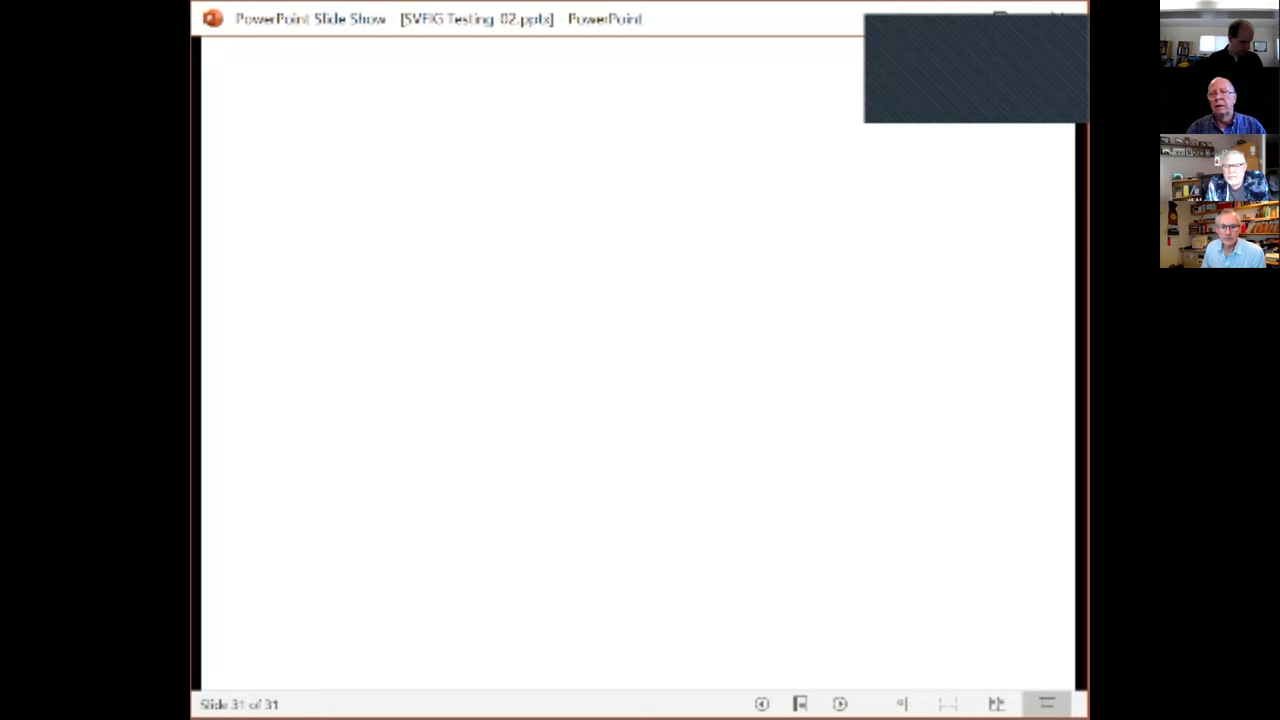 PowerPoint Slide Show - [SVFIG Testing 02.pptx] - PowerPoint
Slide 31 of 31